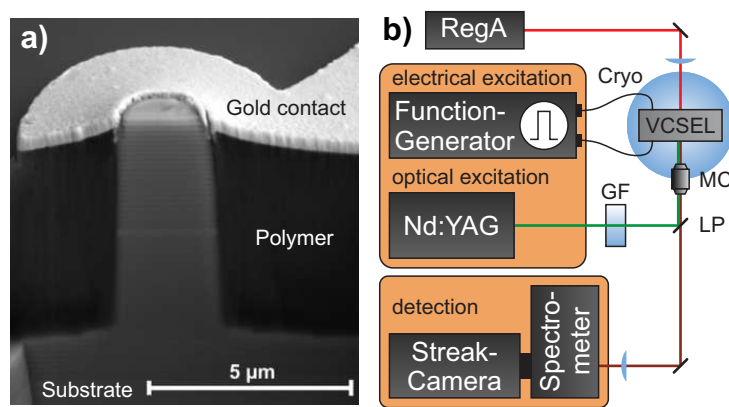 a)
Gold contact
Polymer
Substrate
5 µm
b)
RegA
electrical excitation
Cryo
Function-
Generator
VCSEL
optical excitation
MO
GF
Nd:YAG
LP
detection
Streak-
Camera
Spectro-
meter